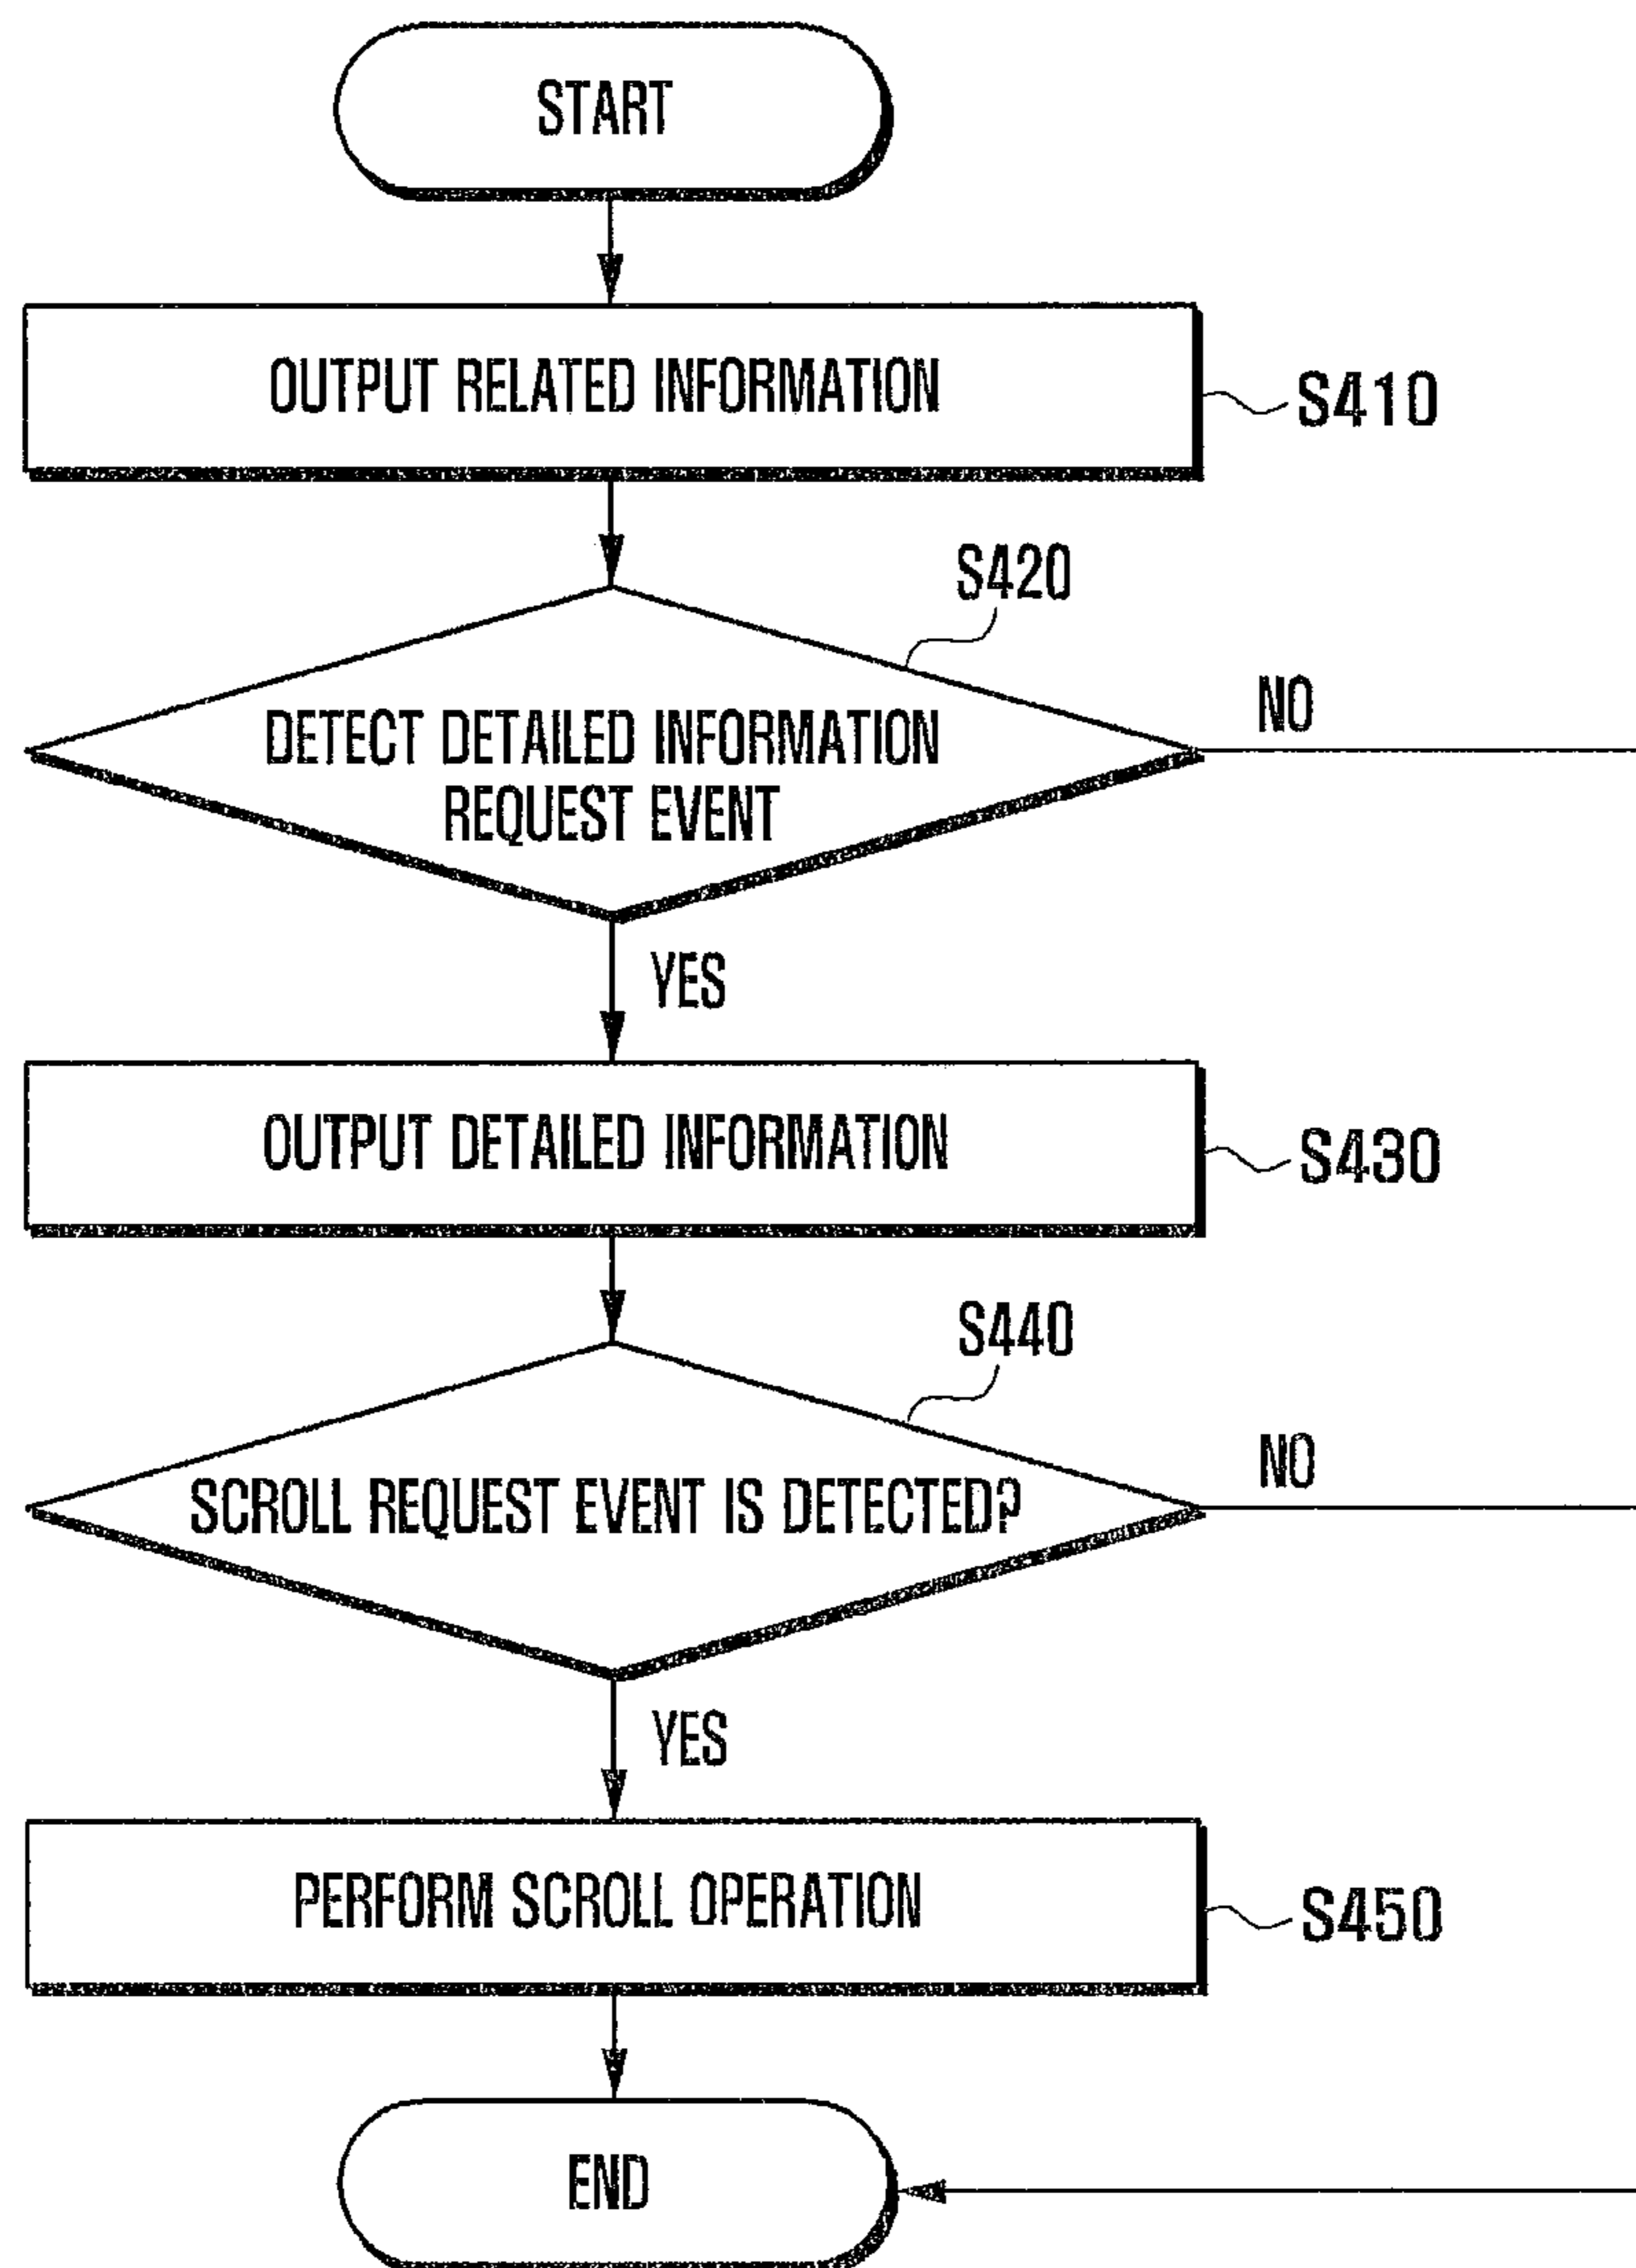 START
OUTPUT RELATED INFORMATION
S410
S420
DETECT DETAILED INFORMATION
REQUEST EVENT
NO
YES
OUTPUT DETAILED INFORMATION
S430
S440
SCROLL REQUEST EVENT IS DETECTED?
NO
YES
PERFORM SCROLL OPERATION
S450
END